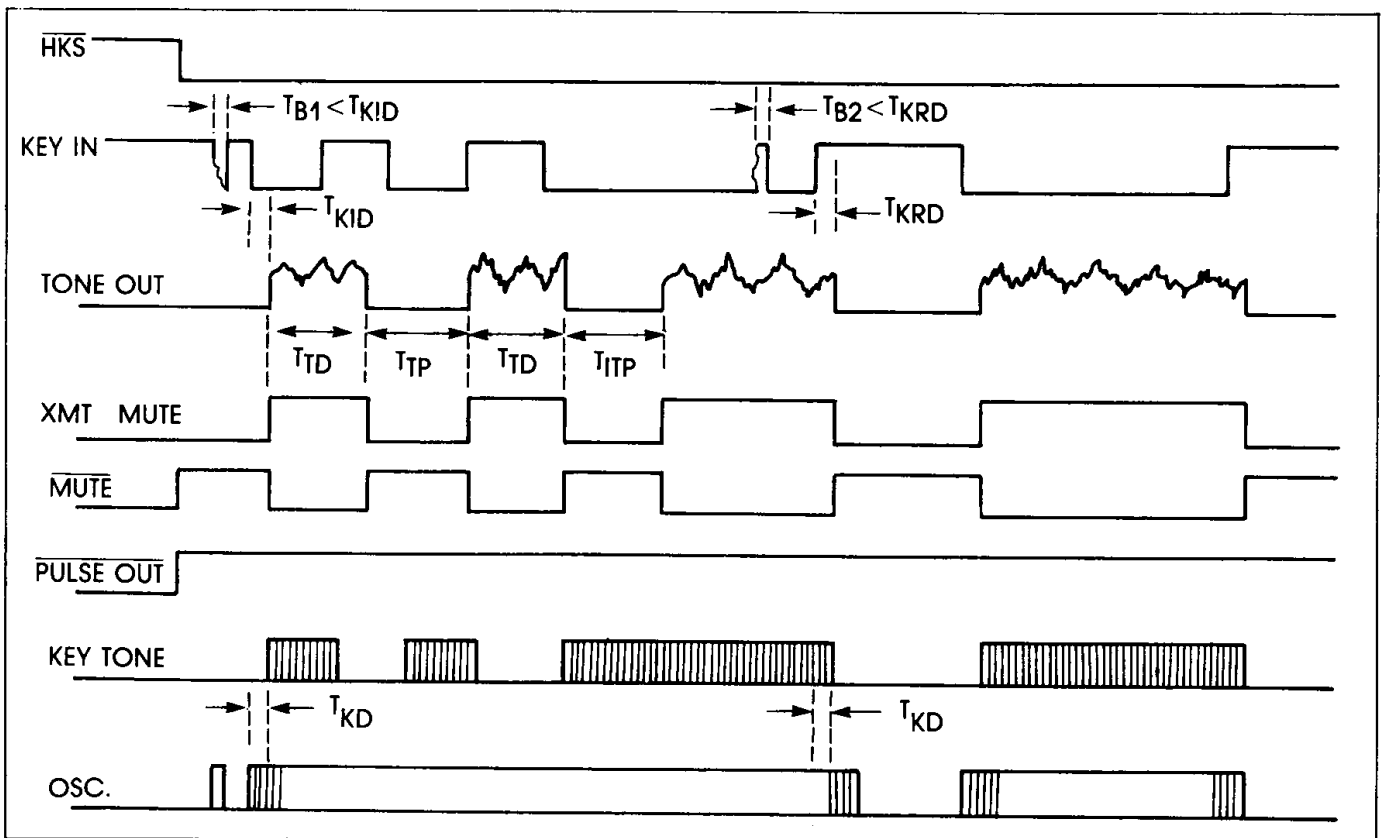 HKS
T_B1 < T_KID T_B2 < T_KRD
KEY IN
T_KID T_KRD
TONE OUT
T_TD T_TP T_TD T_ITP
XMT MUTE
MUTE
PULSE OUT
KEY TONE
T_KD T_KD
OSC.